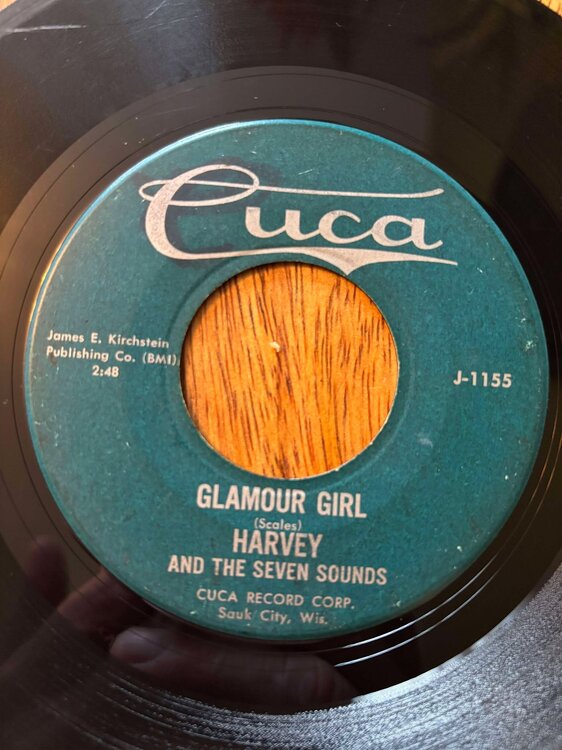 Cuca
James E. Kirchstein
Publishing Co. (BMI)
2:48
J-1155
GLAMOUR GIRL
(Scales)
HARVEY
AND THE SEVEN SOUNDS
CUCA RECORD CORP.
Sauk City, Wis.